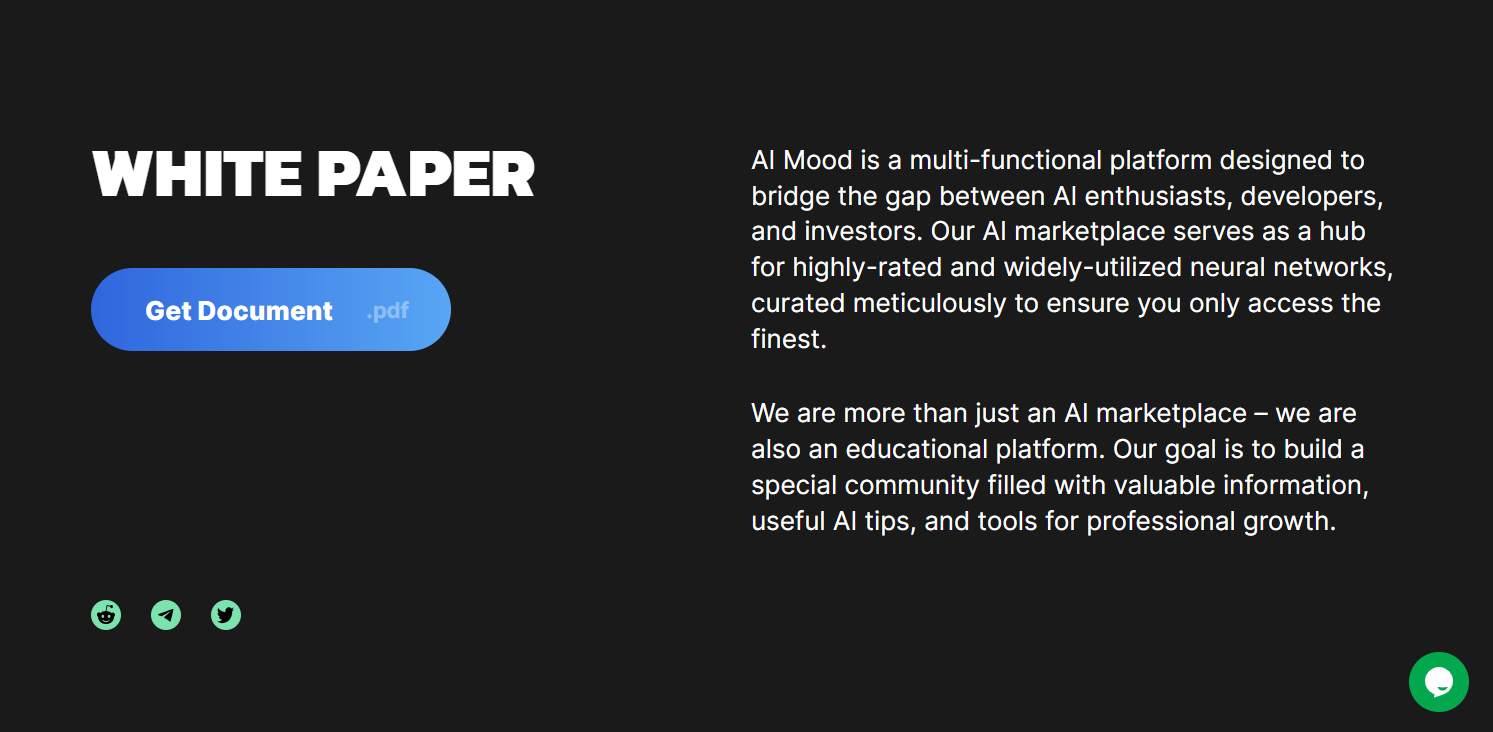 WHITE PAPER
Get Document .pdf
AI Mood is a multi-functional platform designed to
bridge the gap between AI enthusiasts, developers,
and investors. Our AI marketplace serves as a hub
for highly-rated and widely-utilized neural networks,
curated meticulously to ensure you only access the
finest.
We are more than just an AI marketplace – we are
also an educational platform. Our goal is to build a
special community filled with valuable information,
useful AI tips, and tools for professional growth.